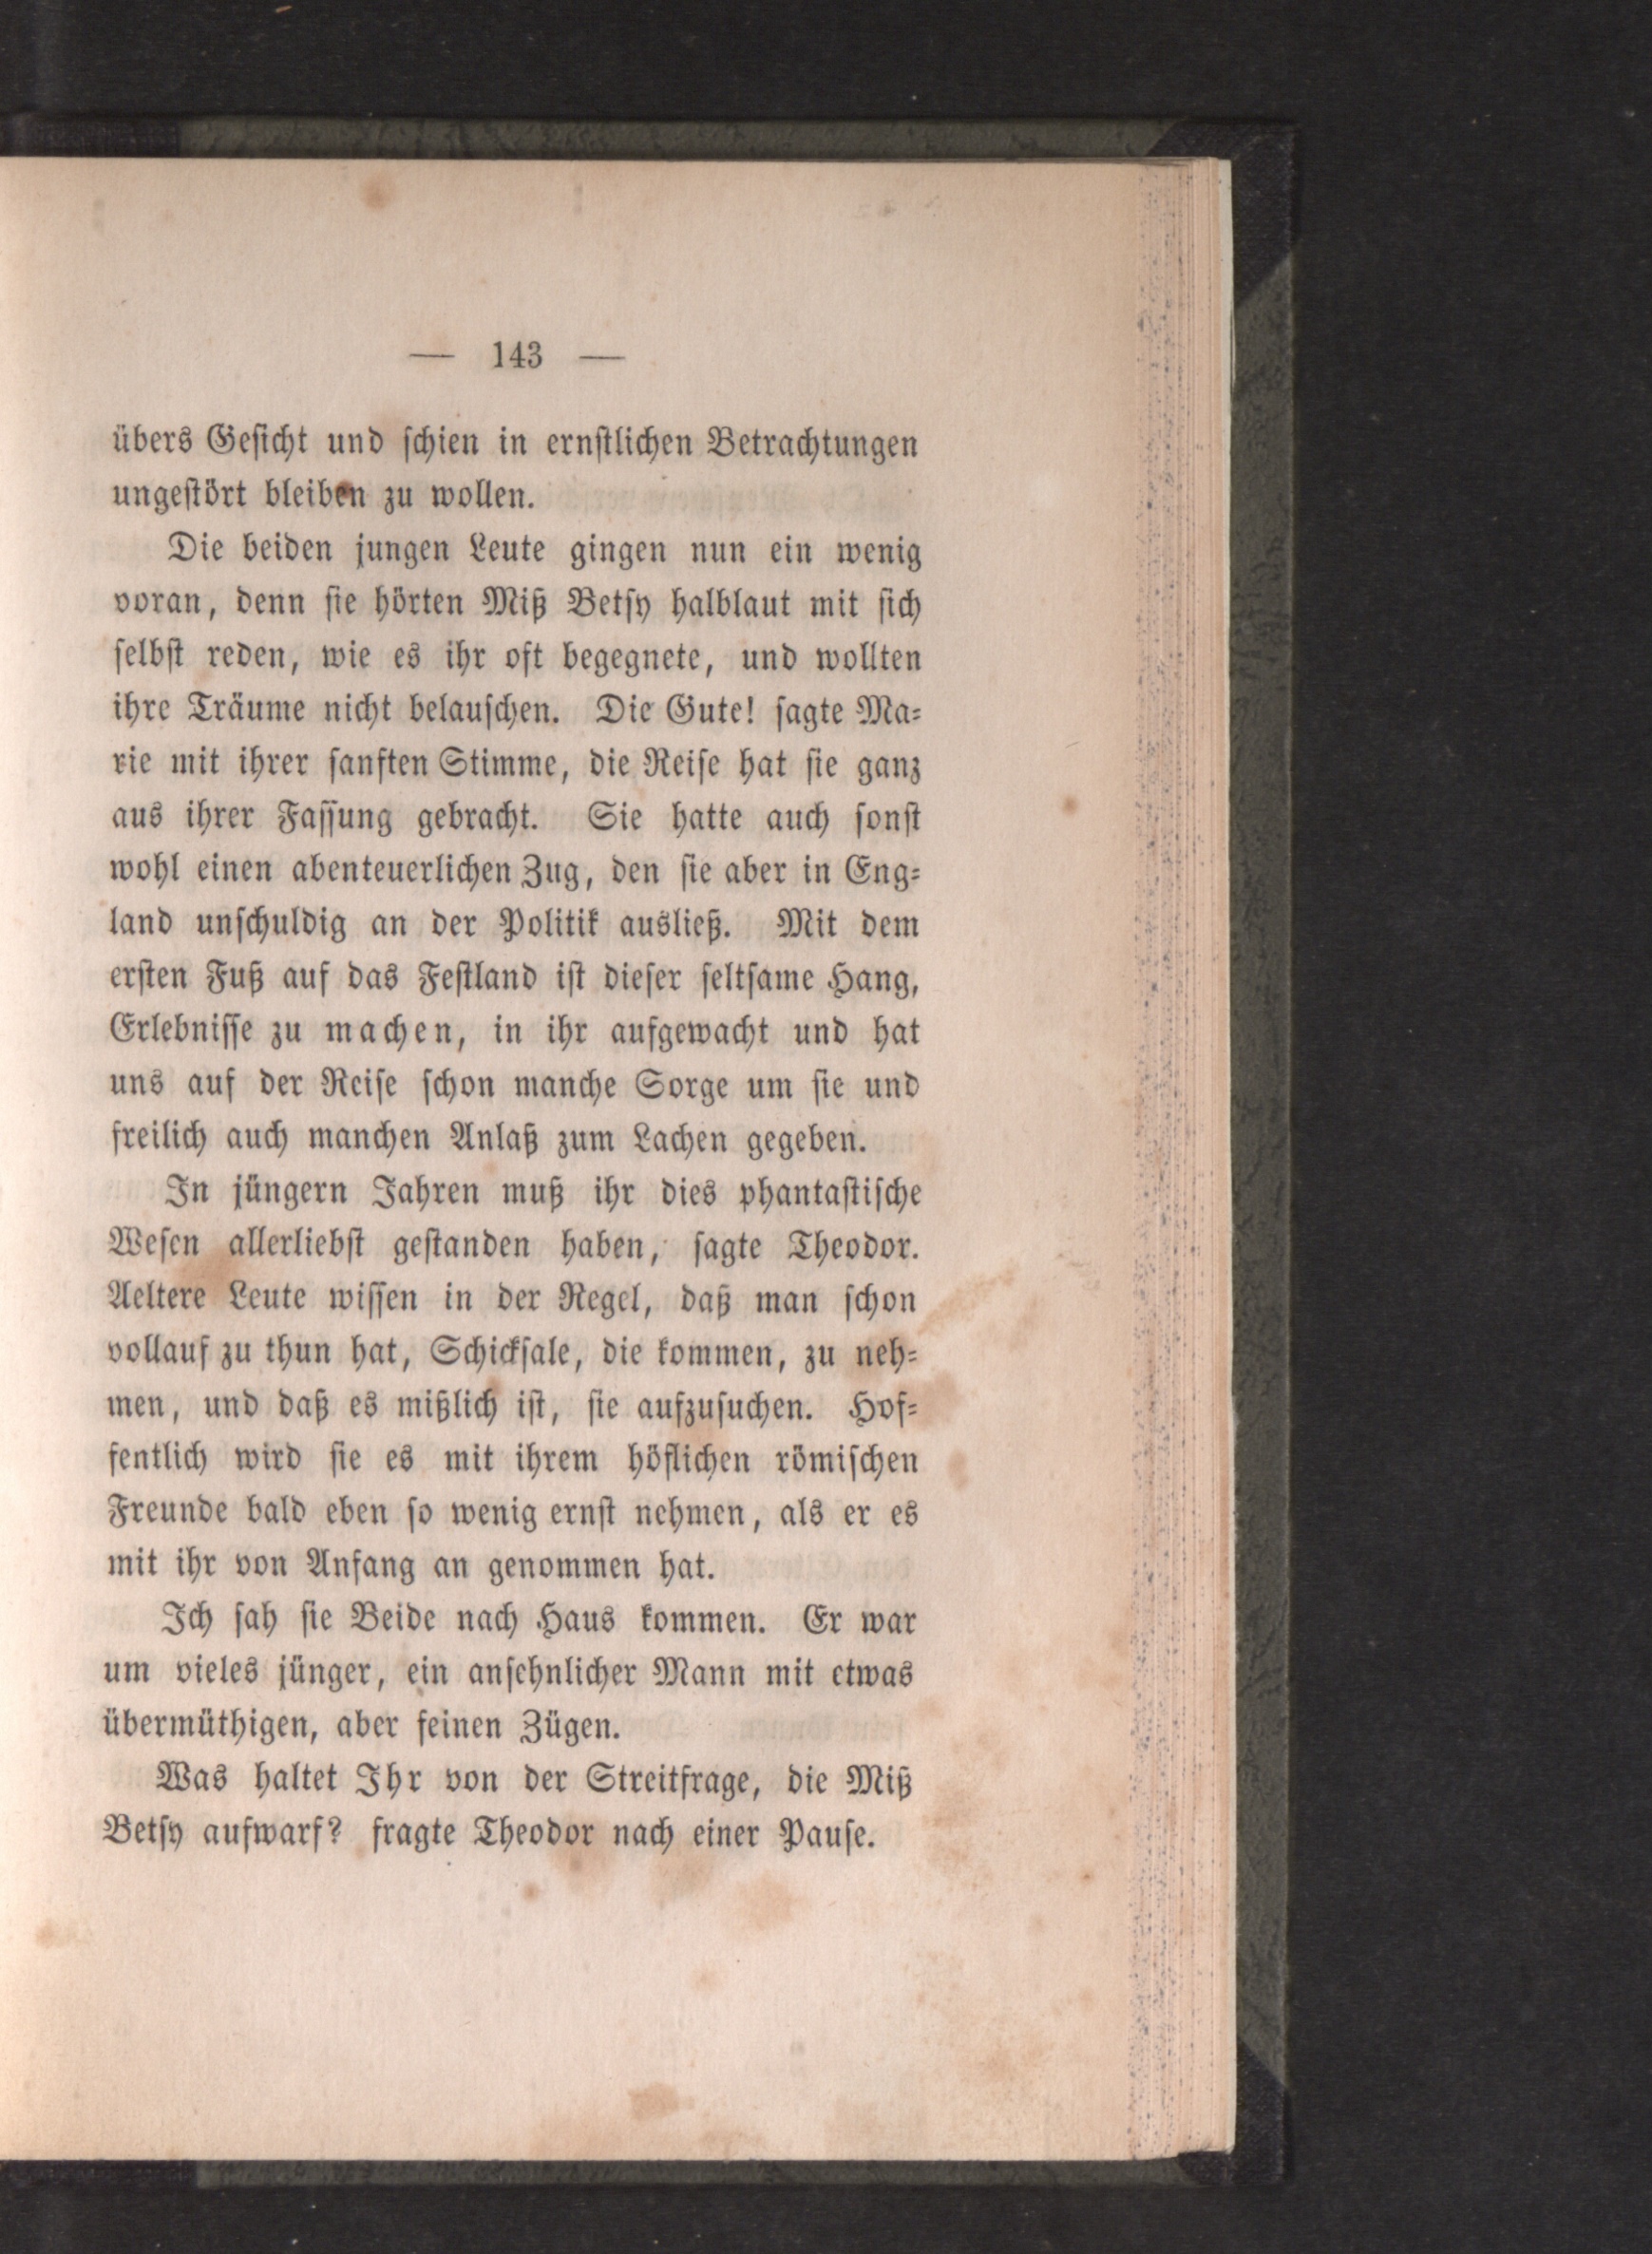 — 143 —
übers Geſicht und ſchien in ernſtlichen Betrachtungen
ungeſtört bleiben zu wollen.
Die beiden jungen Leute gingen nun ein wenig
voran, denn ſie hörten Miß Betſy halblaut mit ſich
ſelbſt reden, wie es ihr oft begegnete, und wollten
ihre Träume nicht belauſchen. Die Gute! ſagte Ma⸗
rie mit ihrer ſanften Stimme, die Reiſe hat ſie ganz
aus ihrer Faſſung gebracht. Sie hatte auch ſonſt
wohl einen abenteuerlichen Zug, den ſie aber in Eng⸗
land unſchuldig an der Politik ausließ. Mit dem
erſten Fuß auf das Feſtland iſt dieſer ſeltſame Hang,
Erlebniſſe zu machen, in ihr aufgewacht und hat
uns auf der Reiſe ſchon manche Sorge um ſie und
freilich auch manchen Anlaß zum Lachen gegeben.
In jüngern Jahren muß ihr dies phantaſtiſche
Weſen allerliebſt geſtanden haben, ſagte Theodor.
Aeltere Leute wiſſen in der Regel, daß man ſchon
vollauf zu thun hat, Schickſale, die kommen, zu neh⸗
men, und daß es mißlich iſt, ſie aufzuſuchen. Hof⸗
fentlich wird ſie es mit ihrem höflichen römiſchen
Freunde bald eben ſo wenig ernſt nehmen, als er es
mit ihr von Anfang an genommen hat.
Ich ſah ſie Beide nach Haus kommen. Er war
um vieles jünger, ein anſehnlicher Mann mit etwas
übermüthigen, aber feinen Zügen.
Was haltet Ihr von der Streitfrage, die Miß
Betſy aufwarf? fragte Theodor nach einer Pauſe.